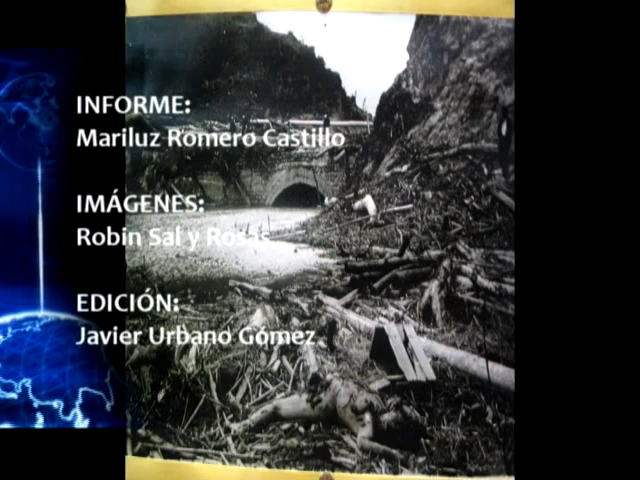 INFORME:
Mariluz Romero Castillo
IMÁGENES:
Robin Sal y Rosas
EDICIÓN:
Javier Urbano Gómez